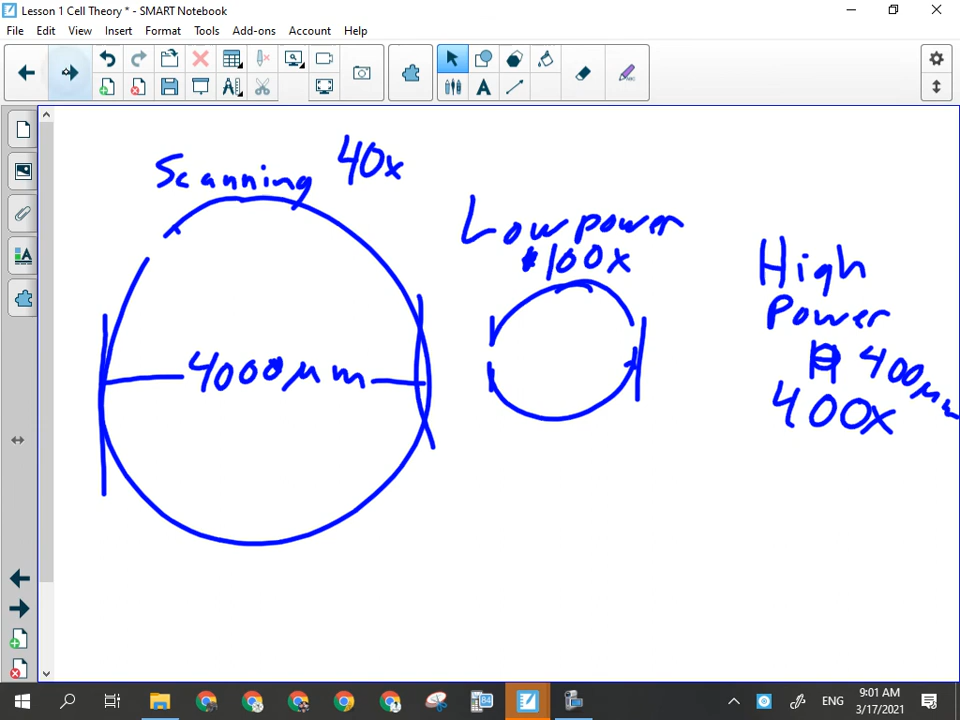 Lesson 1 Cell Theory * - SMART Notebook
File Edit View Insert Format Tools Add-ons Account Help
Scanning 40x
4000μm
Low power
100x
High
Power
400μm
400x
ENG
9:01 AM
3/17/2021